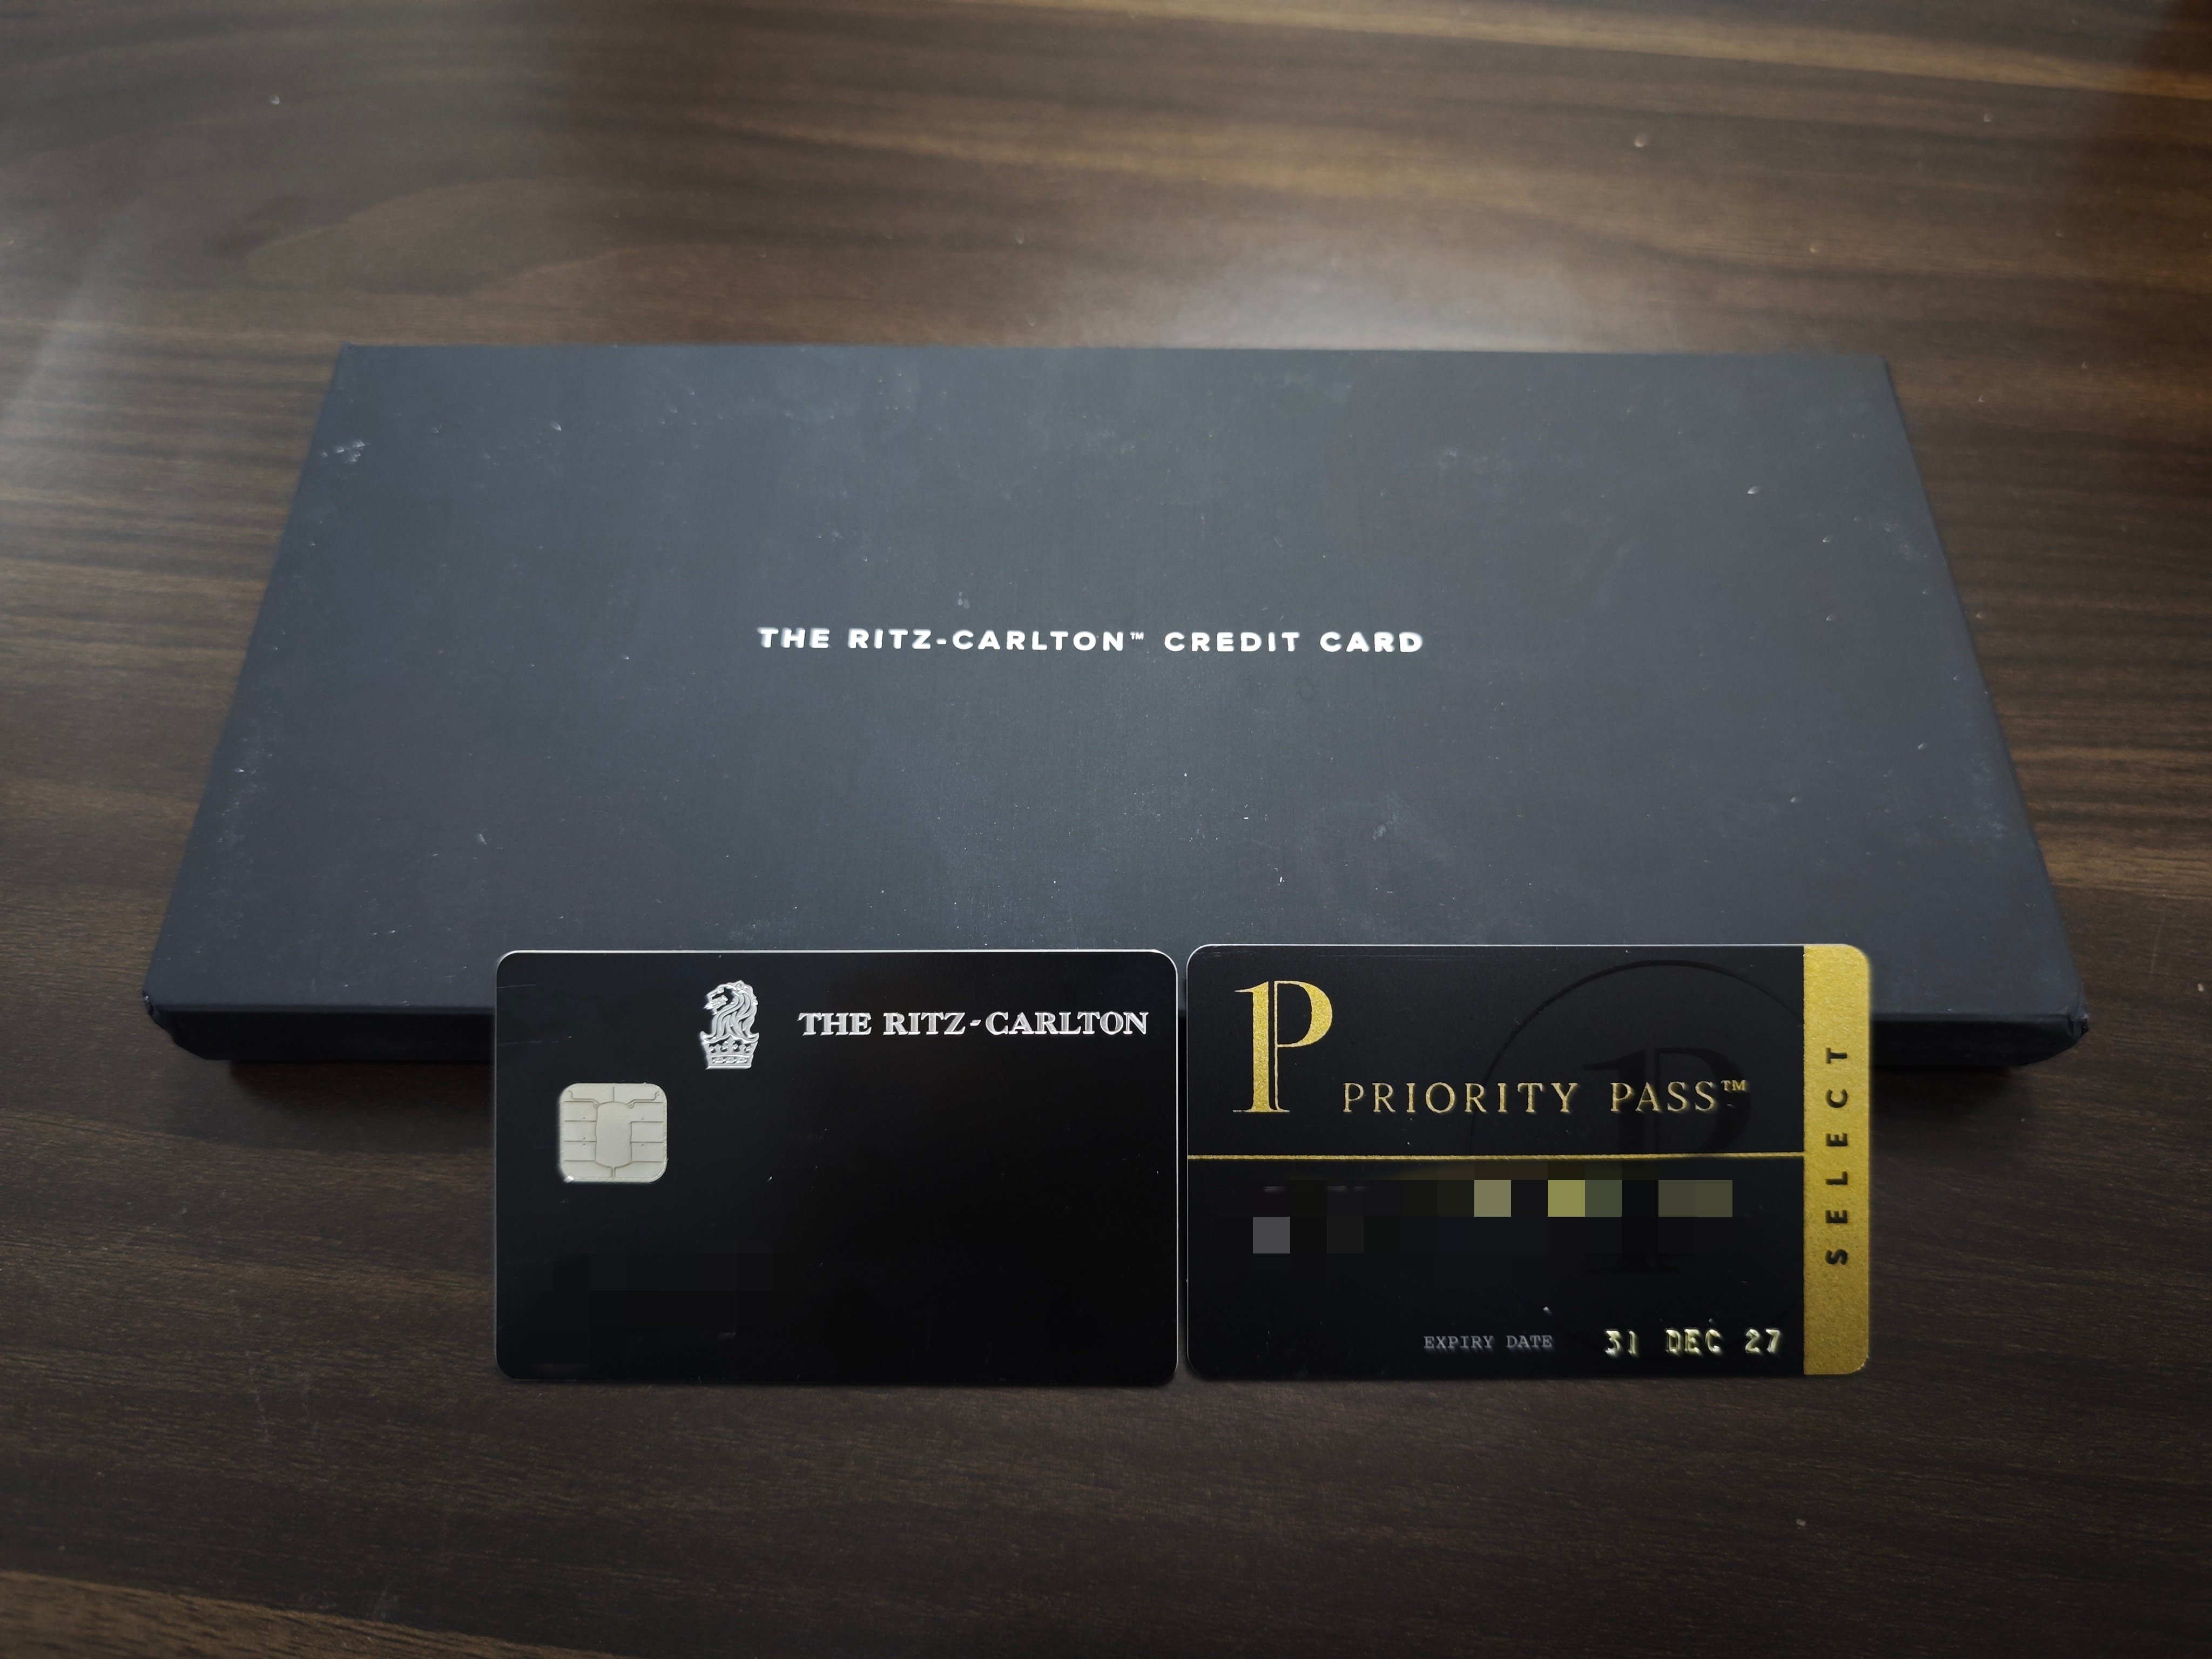 THE RITZ-CARLTON™ CREDIT CARD
THE RITZ-CARLTON
P
PRIORITY PASS™
SELECT
EXPIRY DATE 31 DEC 27